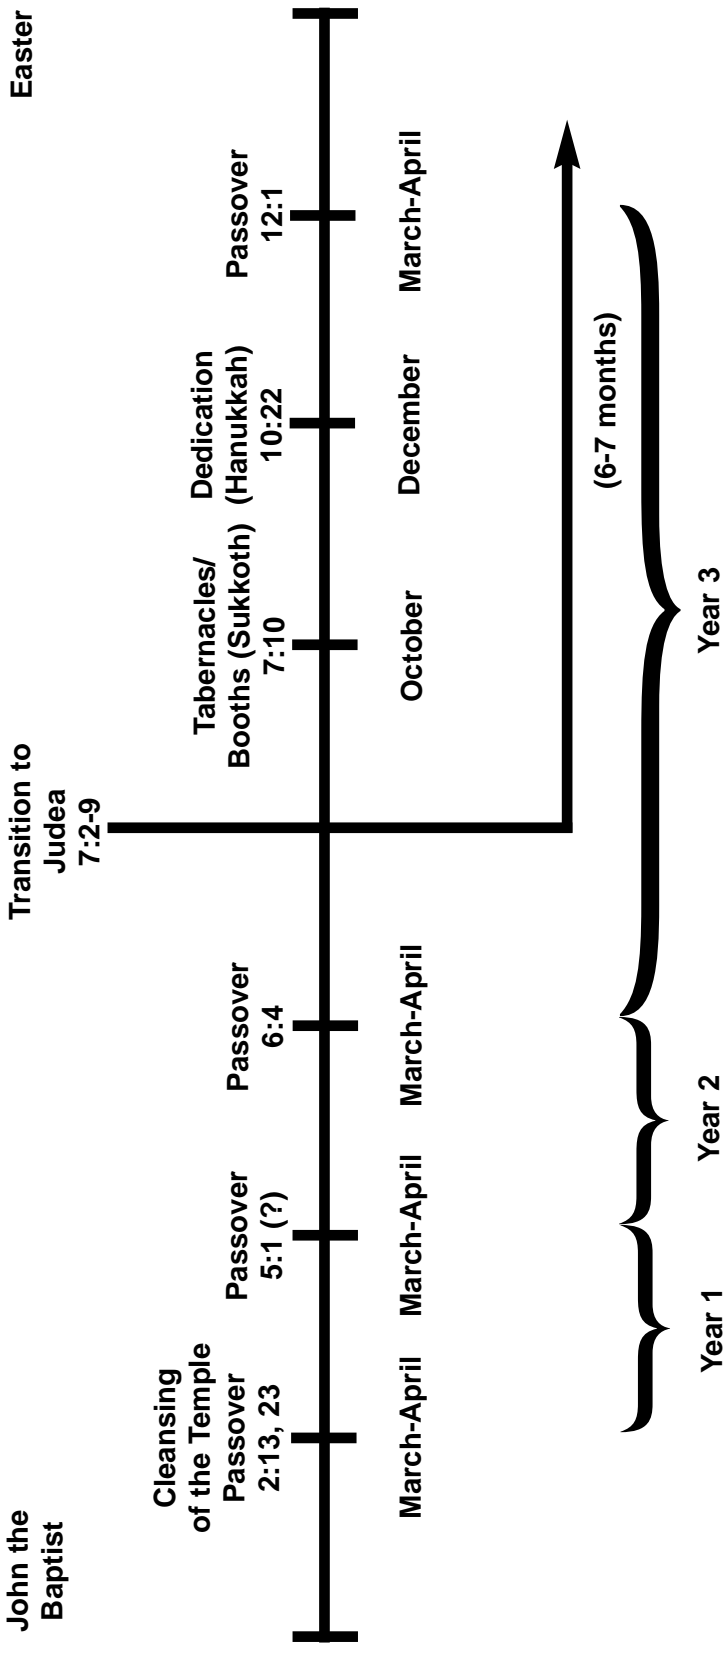 John the
Baptist
Transition to
Judea
7:2-9
Easter
Cleansing
of the Temple
Passover
2:13, 23
Passover
5:1 (?)
Passover
6:4
Tabernacles/
Booths (Sukkoth)
7:10
Dedication
(Hanukkah)
10:22
Passover
12:1
March-April
March-April
March-April
October
December
March-April
(6-7 months)
Year 1
Year 2
Year 3